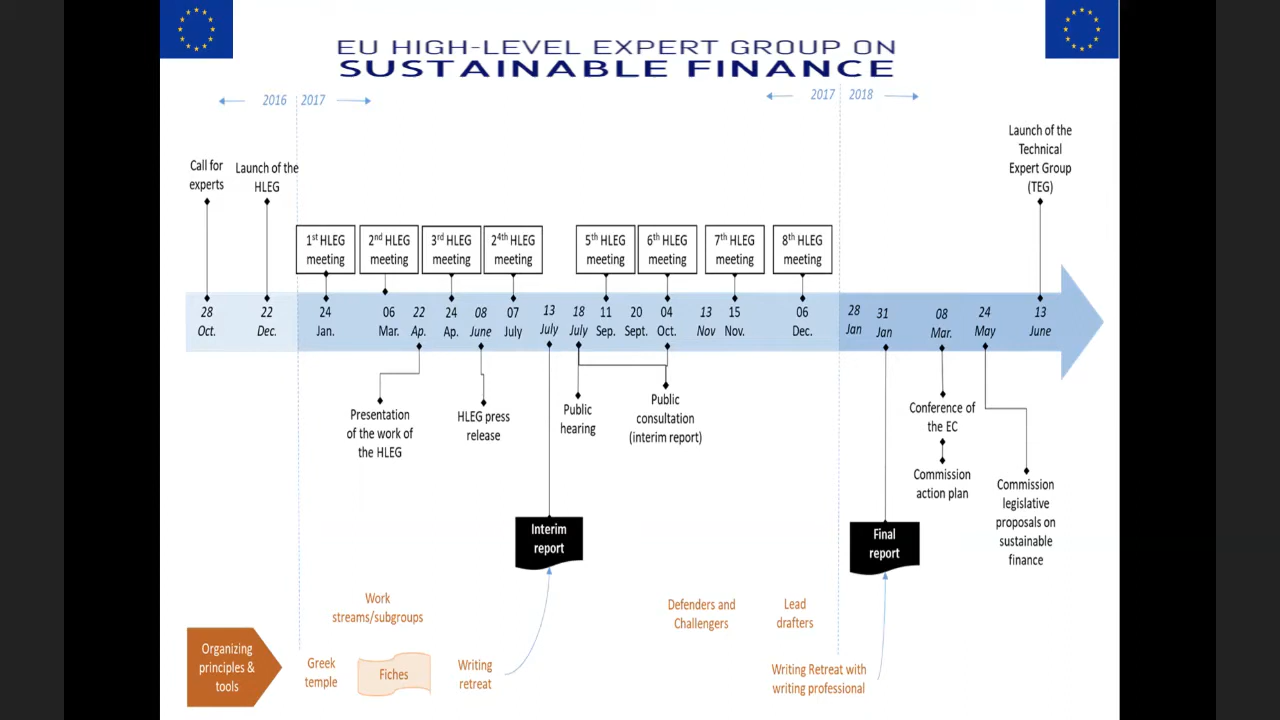 EU HIGH-LEVEL EXPERT GROUP ON
SUSTAINABLE FINANCE
2016 2017
2017 2018
Call for
experts
Launch of the
HLEG
Launch of the
Technical
Expert Group
(TEG)
1st HLEG
meeting
2nd HLEG
meeting
3rd HLEG
meeting
24th HLEG
meeting
5th HLEG
meeting
6th HLEG
meeting
7th HLEG
meeting
8th HLEG
meeting
28
Oct.
22
Dec.
24
Jan.
06
Mar.
22
Ap.
24
Ap.
08
June
07
July
13
July
18
July
11
Sep.
20
Sept.
04
Oct.
13
Nov
15
Nov.
06
Dec.
28
Jan
31
Jan
08
Mar.
24
May
13
June
Presentation
of the work of
the HLEG
HLEG press
release
Public
hearing
Public
consultation
(interim report)
Conference of
the EC
Commission
action plan
Commission
legislative
proposals on
sustainable
finance
Interim
report
Final
report
Work
streams/subgroups
Defenders and
Challengers
Lead
drafters
Organizing
principles &
tools
Greek
temple
Fiches
Writing
retreat
Writing Retreat with
writing professional